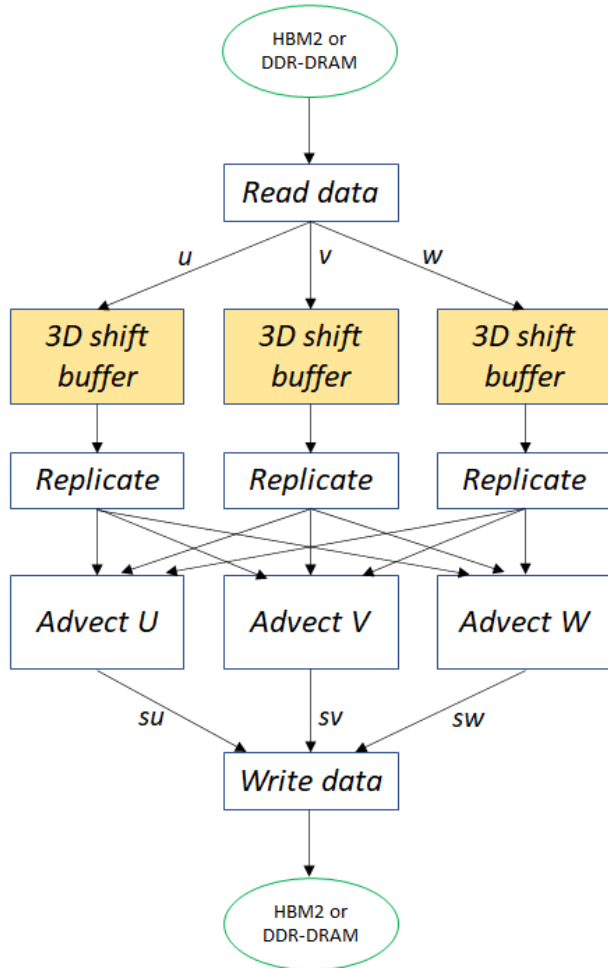 HBM2 or
DDR-DRAM
Read data
u
v
w
3D shift
buffer
3D shift
buffer
3D shift
buffer
Replicate
Replicate
Replicate
Advect U
Advect V
Advect W
su
sv
sw
Write data
HBM2 or
DDR-DRAM